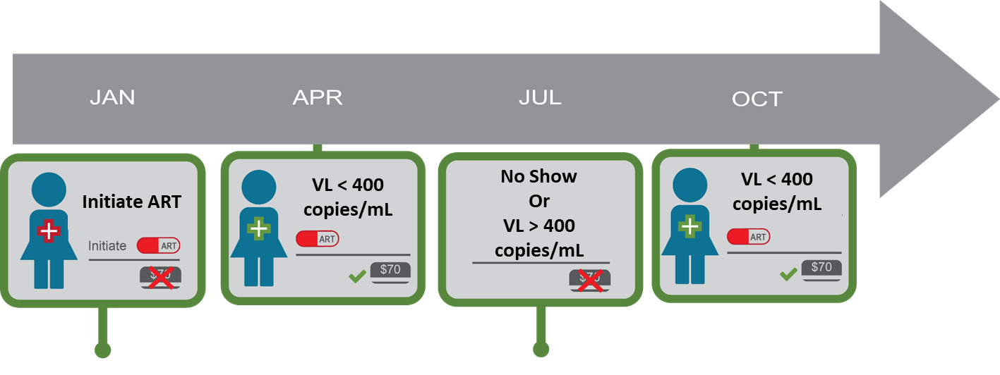 JAN
APR
JUL
OCT
Initiate ART
Initiate ART
$70
VL < 400
copies/mL
ART
$70
No Show
Or
VL > 400
copies/mL
$70
VL < 400
copies/mL
ART
$70